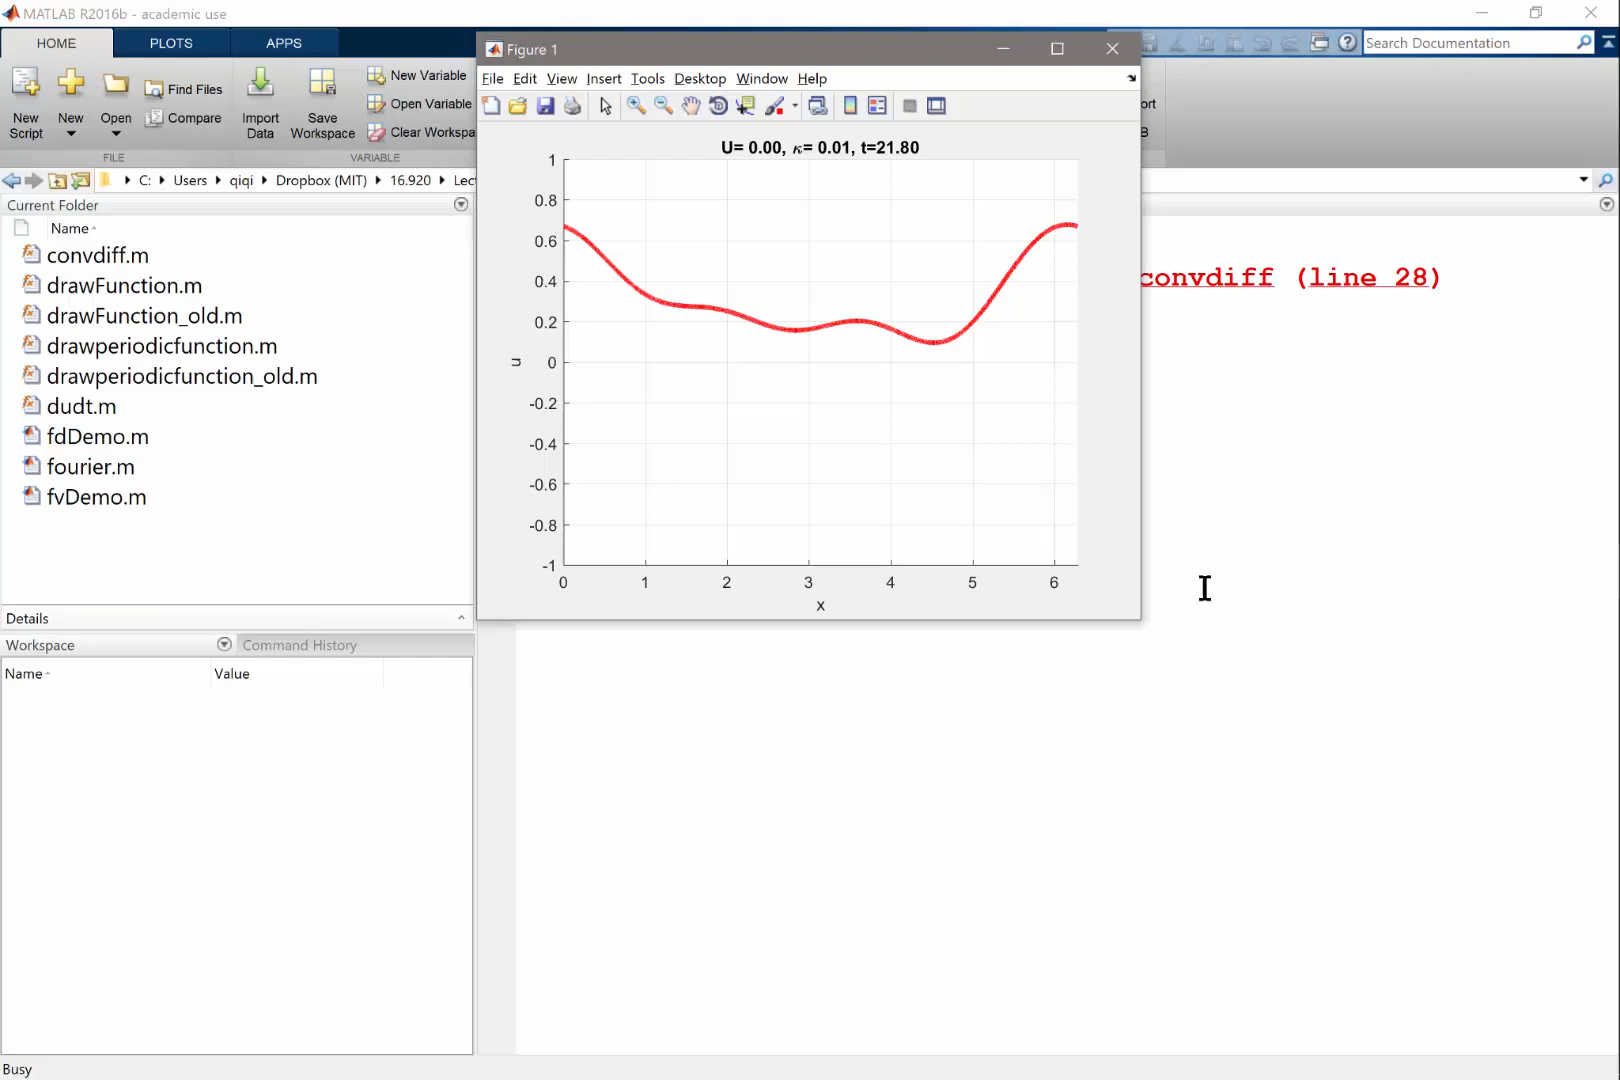 MATLAB R2016b - academic use
HOME
PLOTS
APPS
Search Documentation
New Script
New
Open
Find Files
Compare
Import Data
Save Workspace
New Variable
Open Variable
Clear Workspa
FILE
VARIABLE
ort
B
C:
Users
qiqi
Dropbox (MIT)
16.920
Lec
Current Folder
Name
convdiff.m
drawFunction.m
drawFunction_old.m
drawperiodicfunction.m
drawperiodicfunction_old.m
dudt.m
fdDemo.m
fourier.m
fvDemo.m
Details
Workspace
Command History
Name
Value
Busy
Figure 1
File Edit View Insert Tools Desktop Window Help
U= 0.00, κ= 0.01, t=21.80
1
0.8
0.6
0.4
0.2
0
-0.2
-0.4
-0.6
-0.8
-1
u
0 1 2 3 4 5 6
x
convdiff (line 28)